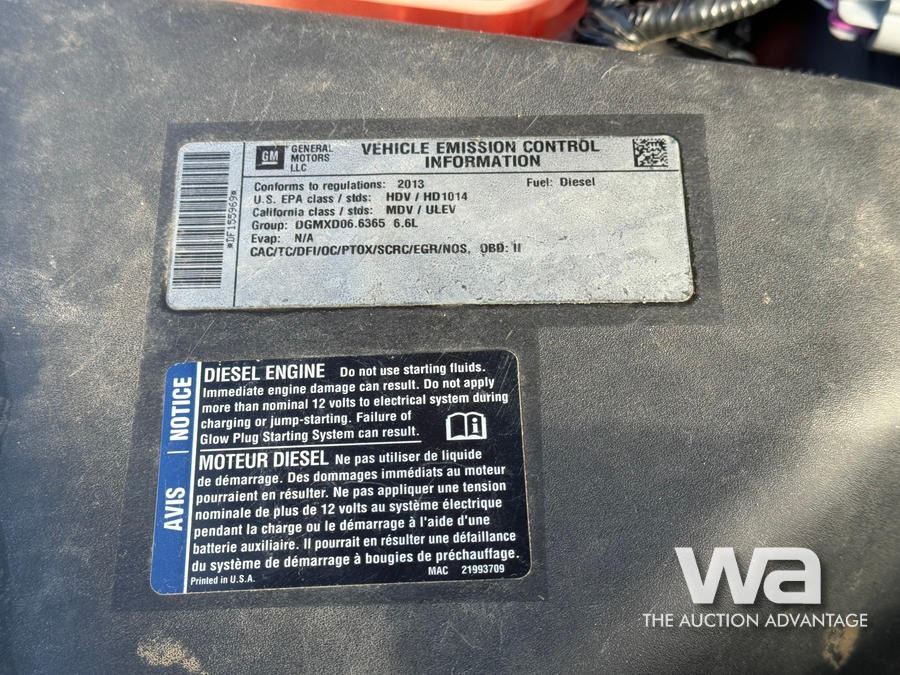 GM GENERAL MOTORS LLC
VEHICLE EMISSION CONTROL
INFORMATION
Conforms to regulations: 2013 Fuel: Diesel
U.S. EPA class / stds: HDV / HD1014
California class / stds: MDV / ULEV
Group: DGMXD06.6365 6.6L
Evap: N/A
CAC/TC/DFI/OC/PTOX/SCRC/EGR/NOS, OBD: II
*DF155969*
NOTICE
DIESEL ENGINE Do not use starting fluids.
Immediate engine damage can result. Do not apply
more than nominal 12 volts to electrical system during
charging or jump-starting. Failure of
Glow Plug Starting System can result.
AVIS
MOTEUR DIESEL Ne pas utiliser de liquide
de démarrage. Des dommages immédiats au moteur
pourraient en résulter. Ne pas appliquer une tension
nominale de plus de 12 volts au système électrique
pendant la charge ou le démarrage à l'aide d'une
batterie auxiliaire. Il pourrait en résulter une défaillance
du système de démarrage à bougies de préchauffage.
Printed in U.S.A. MAC 21993709
wa
THE AUCTION ADVANTAGE